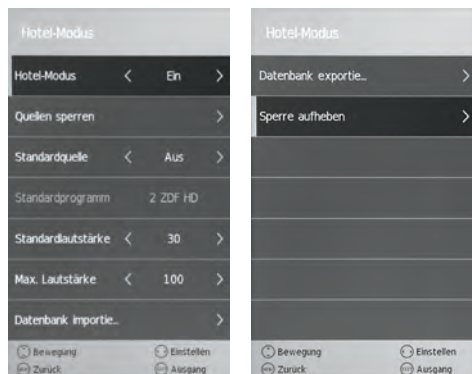 Hotel-Modus
Hotel-Modus < Ein >
Quellen sperren >
Standardquelle < Aus >
Standardprogramm 2 ZDF HD
Standardlautstärke < 30 >
Max. Lautstärke < 100 >
Datenbank importie... >
Bewegung Einstellen
Zurück Ausgang
Hotel-Modus
Datenbank exportie... >
Sperre aufheben >
Bewegung Einstellen
Zurück Ausgang